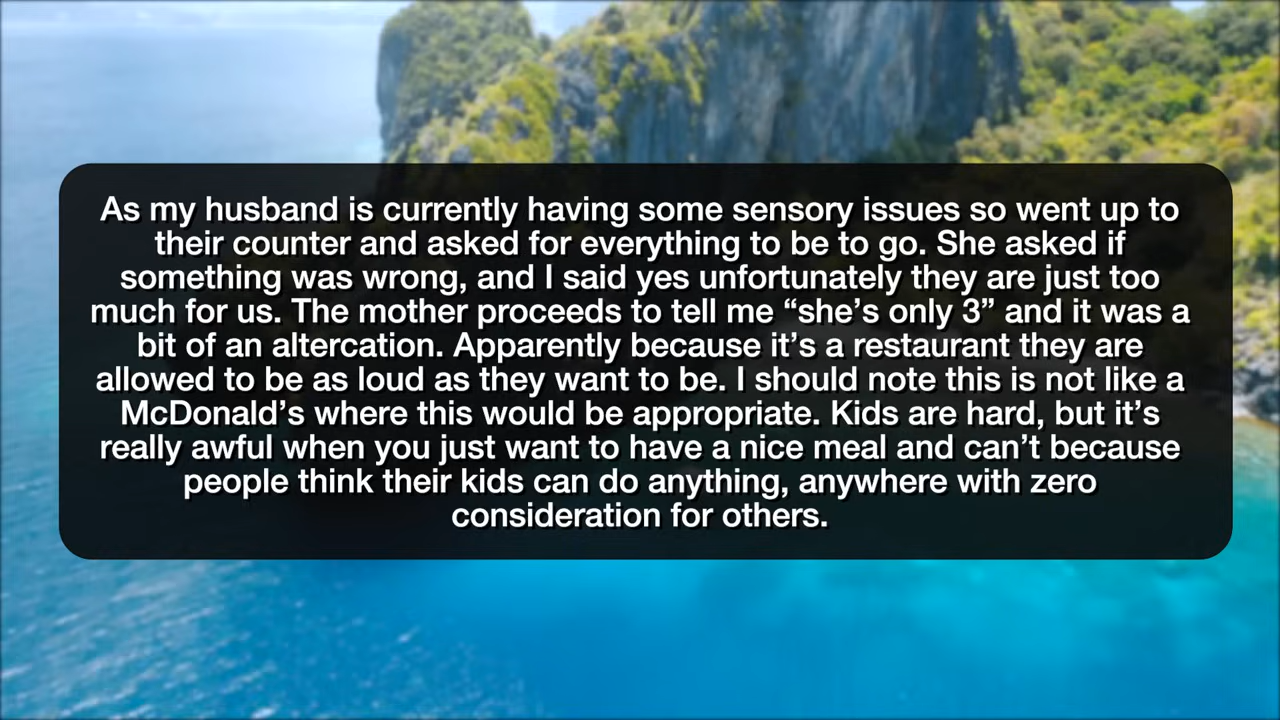 As my husband is currently having some sensory issues so went up to
their counter and asked for everything to be to go. She asked if
something was wrong, and I said yes unfortunately they are just too
much for us. The mother proceeds to tell me “she’s only 3” and it was a
bit of an altercation. Apparently because it’s a restaurant they are
allowed to be as loud as they want to be. I should note this is not like a
McDonald’s where this would be appropriate. Kids are hard, but it’s
really awful when you just want to have a nice meal and can’t because
people think their kids can do anything, anywhere with zero
consideration for others.